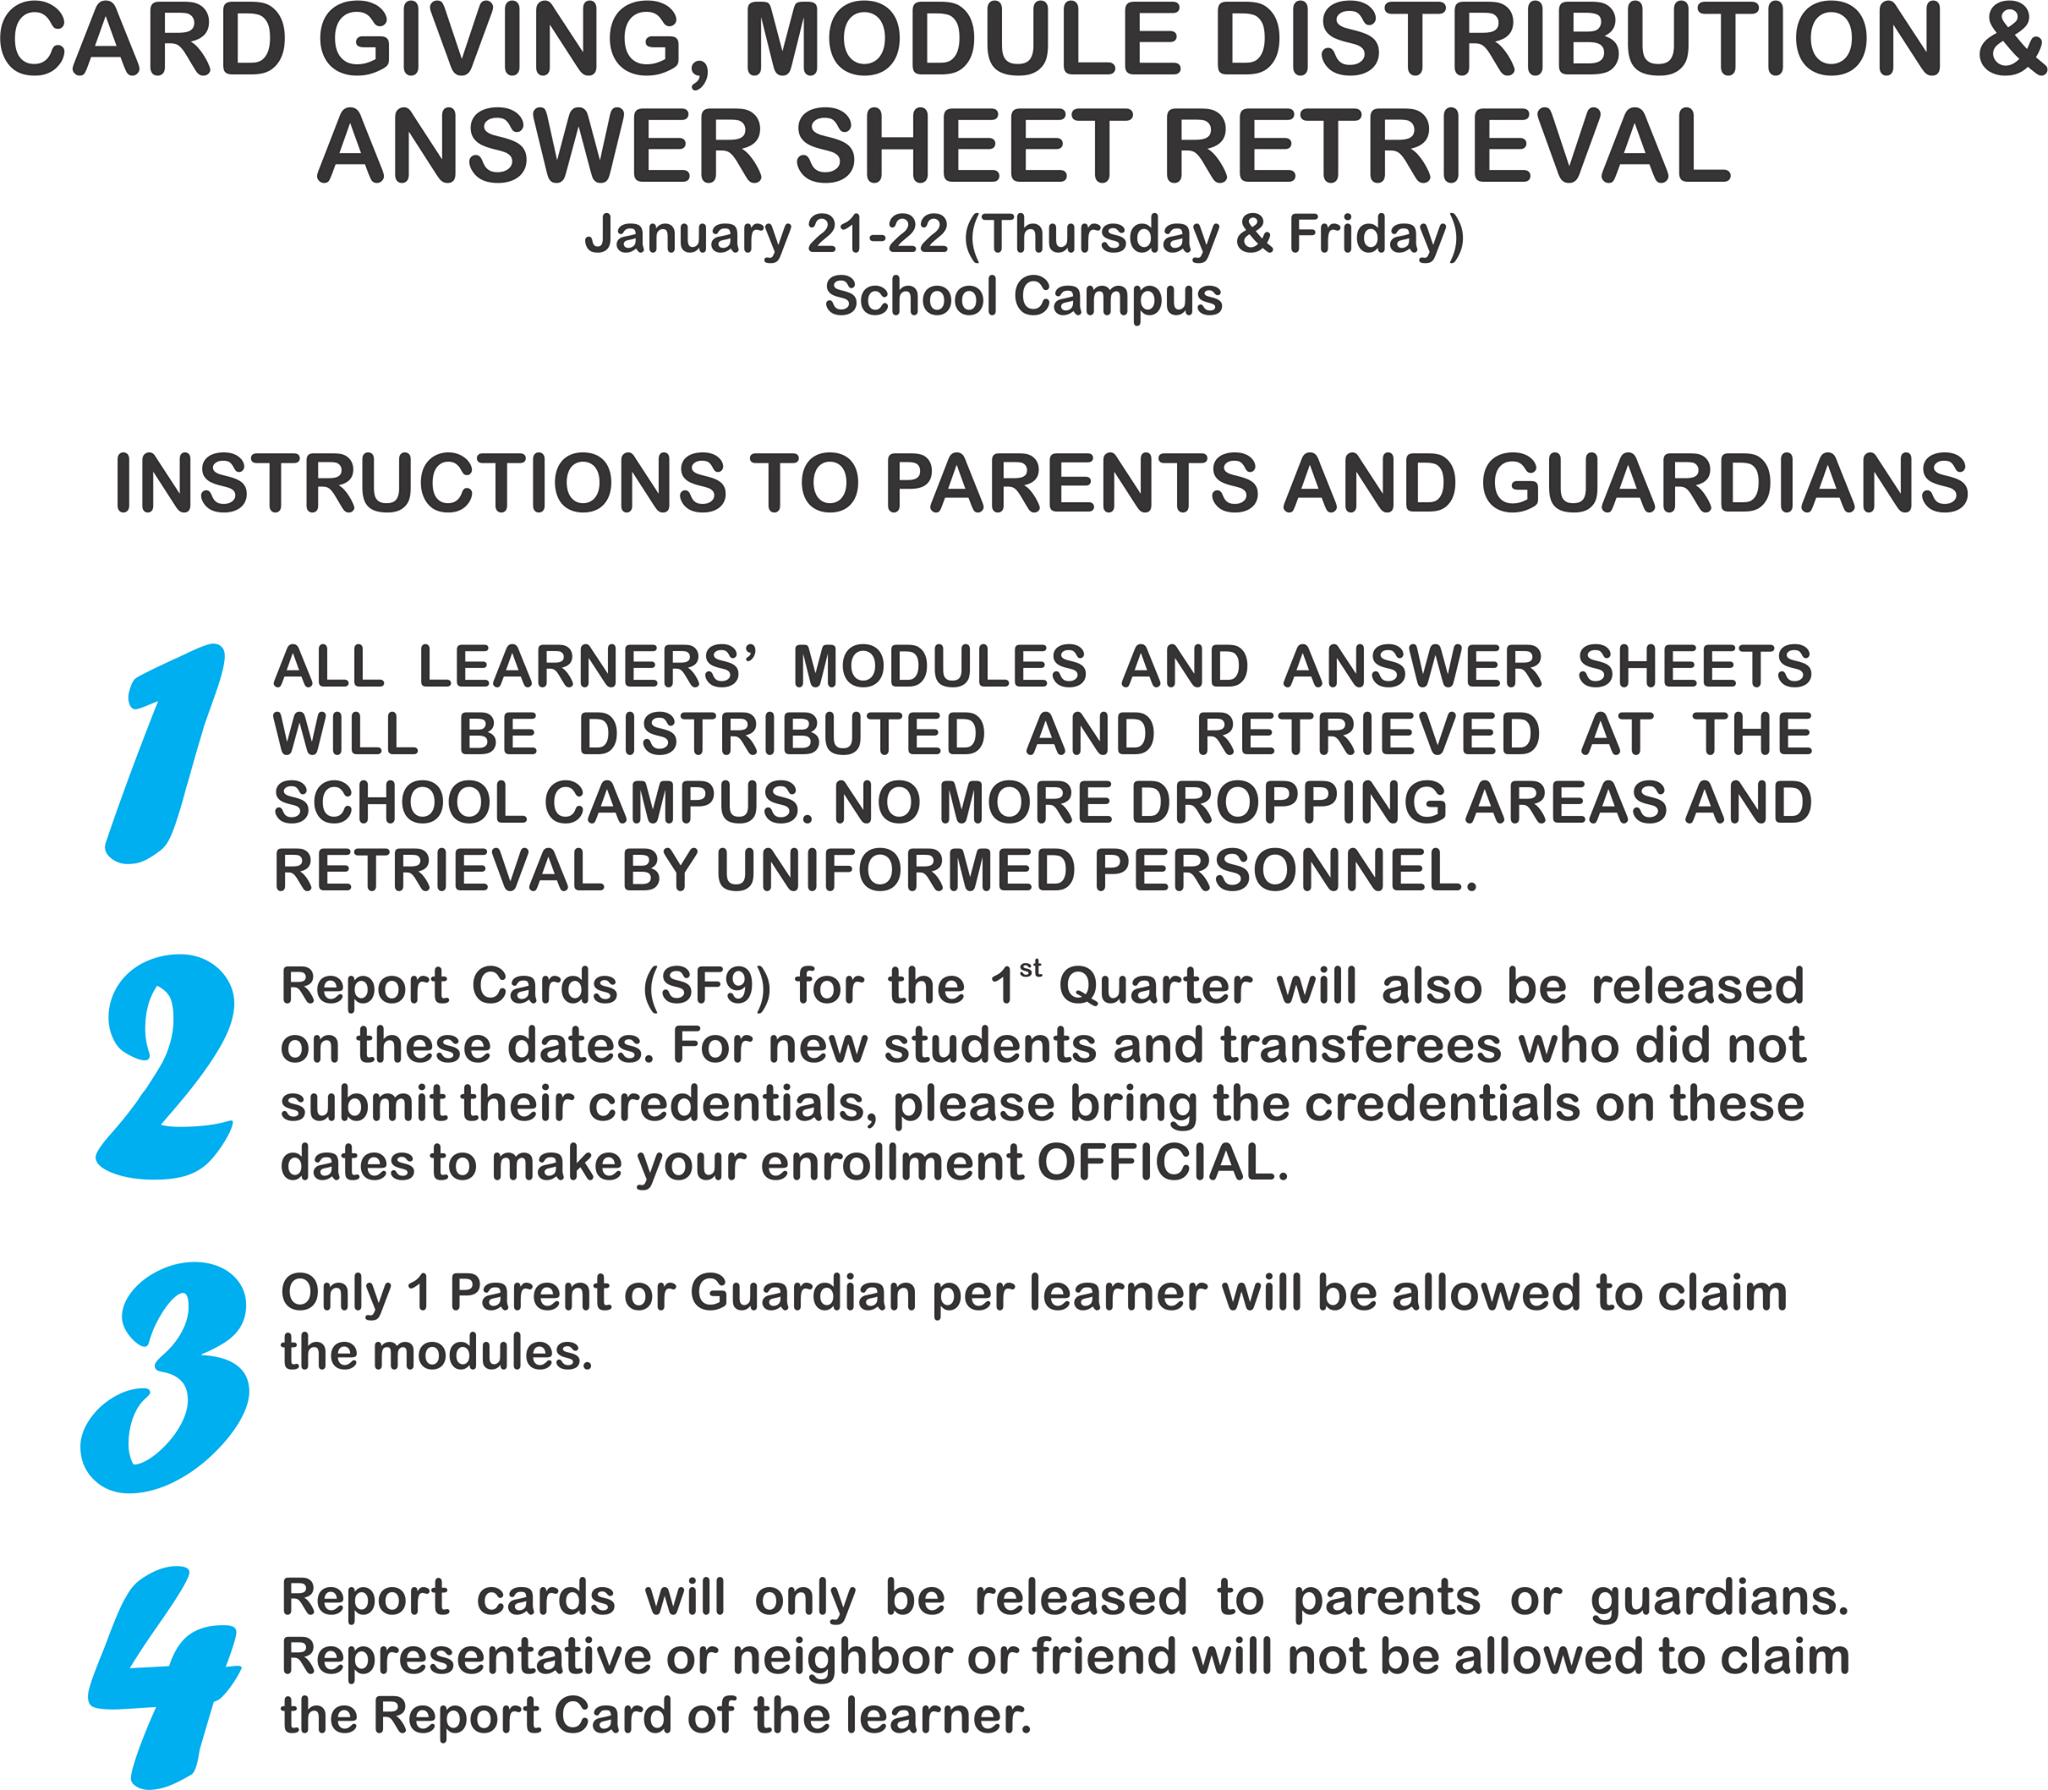 CARD GIVING, MODULE DISTRIBUTION &
ANSWER SHEET RETRIEVAL
January 21-22 (Thursday & Friday)
School Campus
INSTRUCTIONS TO PARENTS AND GUARDIANS
1 ALL LEARNERS’ MODULES AND ANSWER SHEETS
WILL BE DISTRIBUTED AND RETRIEVED AT THE
SCHOOL CAMPUS. NO MORE DROPPING AREAS AND
RETRIEVAL BY UNIFORMED PERSONNEL.
2 Report Cards (SF9) for the 1st Quarter will also be released
on these dates. For new students and transferees who did not
submit their credentials, please bring the credentials on these
dates to make your enrollment OFFICIAL.
3 Only 1 Parent or Guardian per learner will be allowed to claim
the modules.
4 Report cards will only be released to parents or guardians.
Representative or neighbor or friend will not be allowed to claim
the Report Card of the learner.